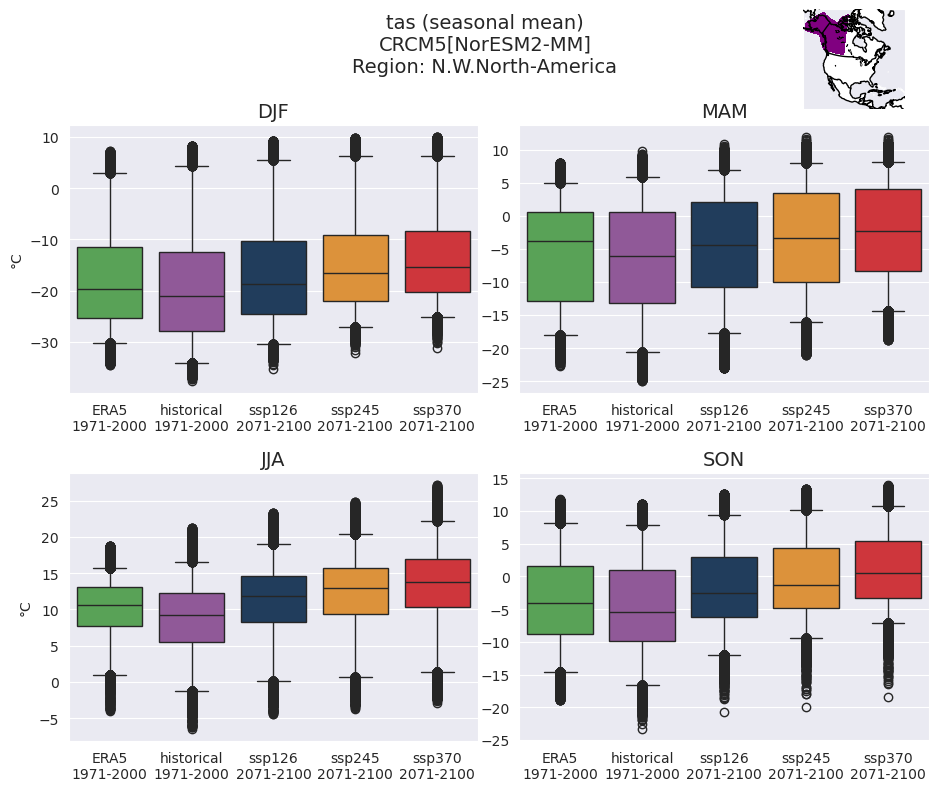 tas (seasonal mean)
CRCM5[NorESM2-MM]
Region: N.W.North-America
DJF
MAM
10
0
−10
−20
−30
°C
10
5
0
−5
−10
−15
−20
−25
ERA5 historical ssp126 ssp245 ssp370
1971-2000 1971-2000 2071-2100 2071-2100 2071-2100
ERA5 historical ssp126 ssp245 ssp370
1971-2000 1971-2000 2071-2100 2071-2100 2071-2100
JJA
SON
25
20
15
10
5
0
−5
°C
15
10
5
0
−5
−10
−15
−20
−25
ERA5 historical ssp126 ssp245 ssp370
1971-2000 1971-2000 2071-2100 2071-2100 2071-2100
ERA5 historical ssp126 ssp245 ssp370
1971-2000 1971-2000 2071-2100 2071-2100 2071-2100